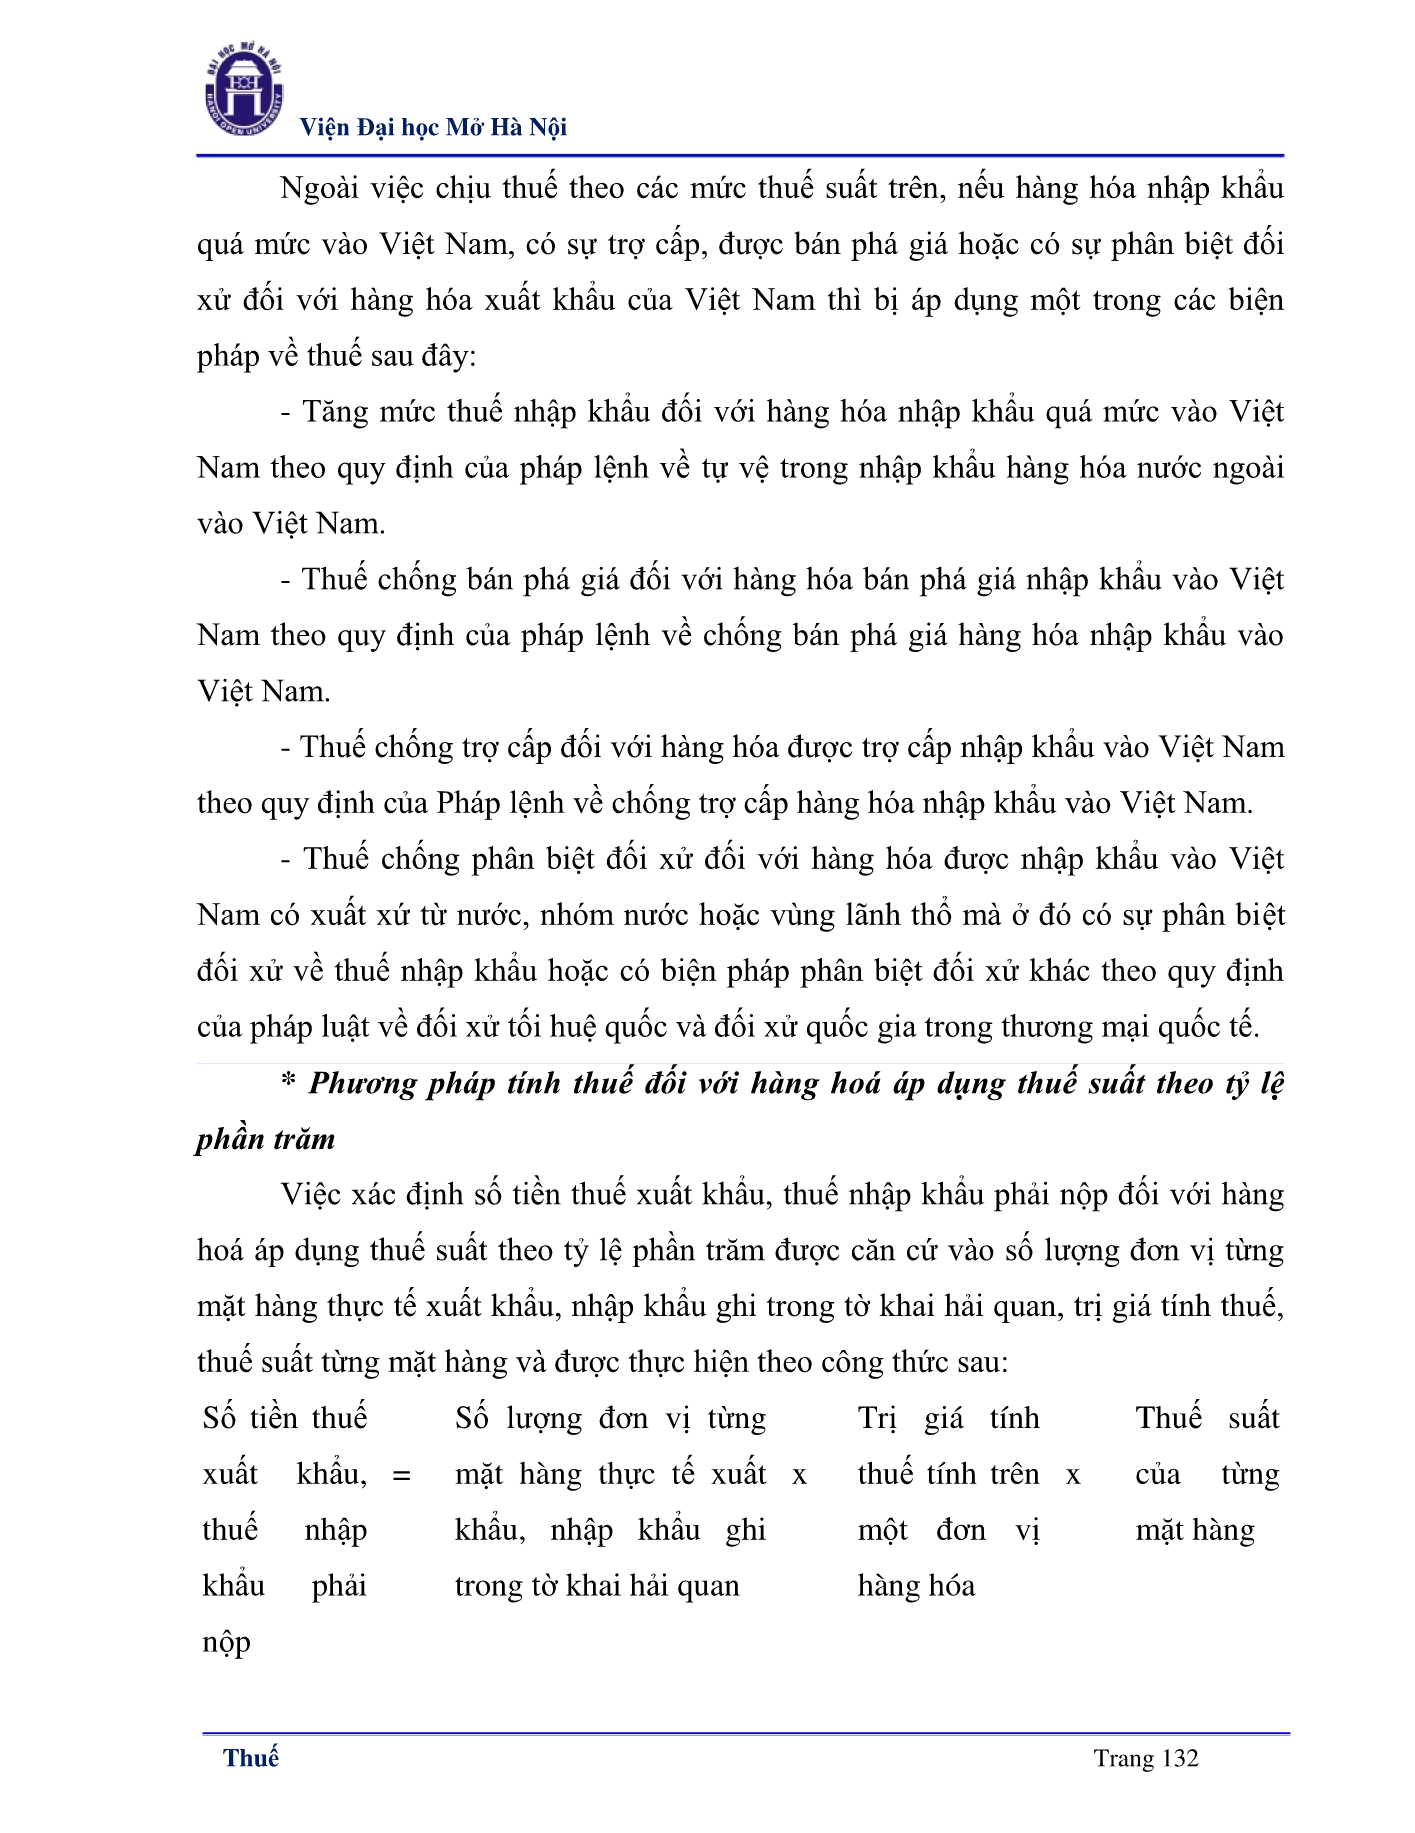 ĐẠI HỌC MỞ HÀ NỘI
HANOI OPEN UNIVERSITY
Viện Đại học Mở Hà Nội
Ngoài việc chịu thuế theo các mức thuế suất trên, nếu hàng hóa nhập khẩu
quá mức vào Việt Nam, có sự trợ cấp, được bán phá giá hoặc có sự phân biệt đối
xử đối với hàng hóa xuất khẩu của Việt Nam thì bị áp dụng một trong các biện
pháp về thuế sau đây:
- Tăng mức thuế nhập khẩu đối với hàng hóa nhập khẩu quá mức vào Việt
Nam theo quy định của pháp lệnh về tự vệ trong nhập khẩu hàng hóa nước ngoài
vào Việt Nam.
- Thuế chống bán phá giá đối với hàng hóa bán phá giá nhập khẩu vào Việt
Nam theo quy định của pháp lệnh về chống bán phá giá hàng hóa nhập khẩu vào
Việt Nam.
- Thuế chống trợ cấp đối với hàng hóa được trợ cấp nhập khẩu vào Việt Nam
theo quy định của Pháp lệnh về chống trợ cấp hàng hóa nhập khẩu vào Việt Nam.
- Thuế chống phân biệt đối xử đối với hàng hóa được nhập khẩu vào Việt
Nam có xuất xứ từ nước, nhóm nước hoặc vùng lãnh thổ mà ở đó có sự phân biệt
đối xử về thuế nhập khẩu hoặc có biện pháp phân biệt đối xử khác theo quy định
của pháp luật về đối xử tối huệ quốc và đối xử quốc gia trong thương mại quốc tế.
* Phương pháp tính thuế đối với hàng hoá áp dụng thuế suất theo tỷ lệ
phần trăm
Việc xác định số tiền thuế xuất khẩu, thuế nhập khẩu phải nộp đối với hàng
hoá áp dụng thuế suất theo tỷ lệ phần trăm được căn cứ vào số lượng đơn vị từng
mặt hàng thực tế xuất khẩu, nhập khẩu ghi trong tờ khai hải quan, trị giá tính thuế,
thuế suất từng mặt hàng và được thực hiện theo công thức sau:
Số tiền thuế Số lượng đơn vị từng Trị giá tính Thuế suất
xuất khẩu, = mặt hàng thực tế xuất x thuế tính trên x của từng
thuế nhập khẩu, nhập khẩu ghi một đơn vị mặt hàng
khẩu phải trong tờ khai hải quan hàng hóa
nộp
Thuế Trang 132